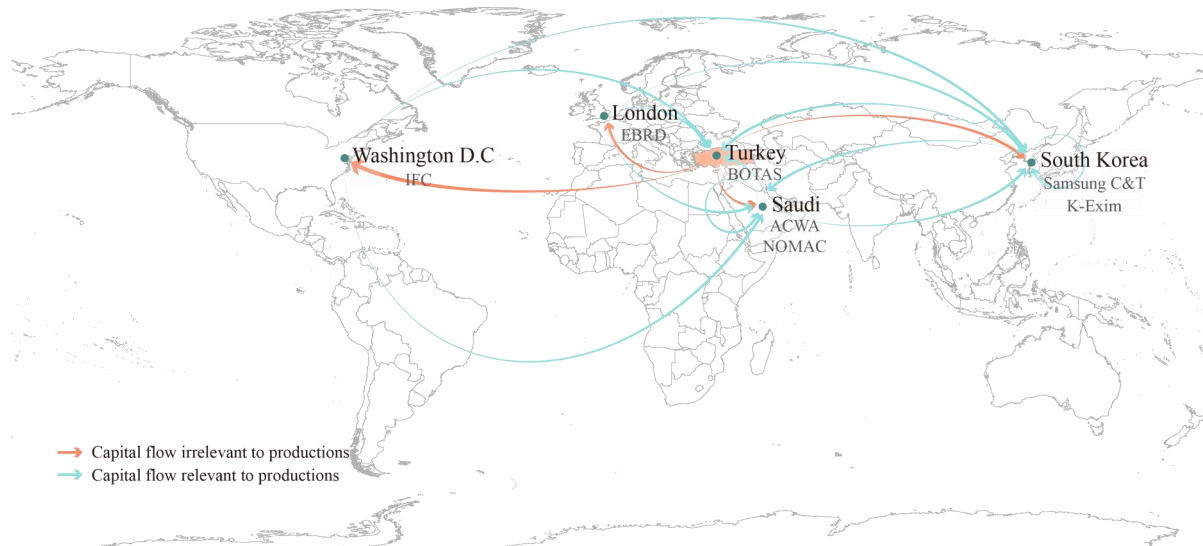 London
EBRD
Washington D.C
IFC
Turkey
BOTAS
South Korea
Samsung C&T
K-Exim
Saudi
ACWA
NOMAC
Capital flow irrelevant to productions
Capital flow relevant to productions